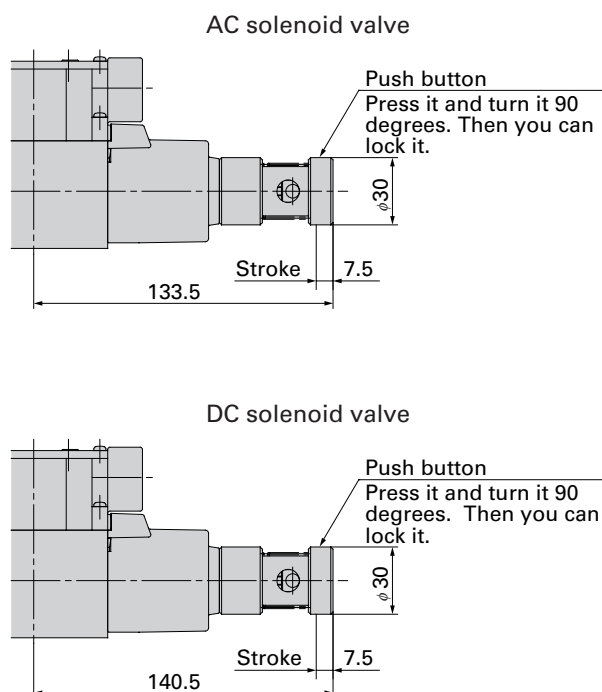 AC solenoid valve
Push button
Press it and turn it 90
degrees. Then you can
lock it.
φ30
Stroke 7.5
133.5
DC solenoid valve
Push button
Press it and turn it 90
degrees.  Then you can
lock it.
φ30
Stroke 7.5
140.5